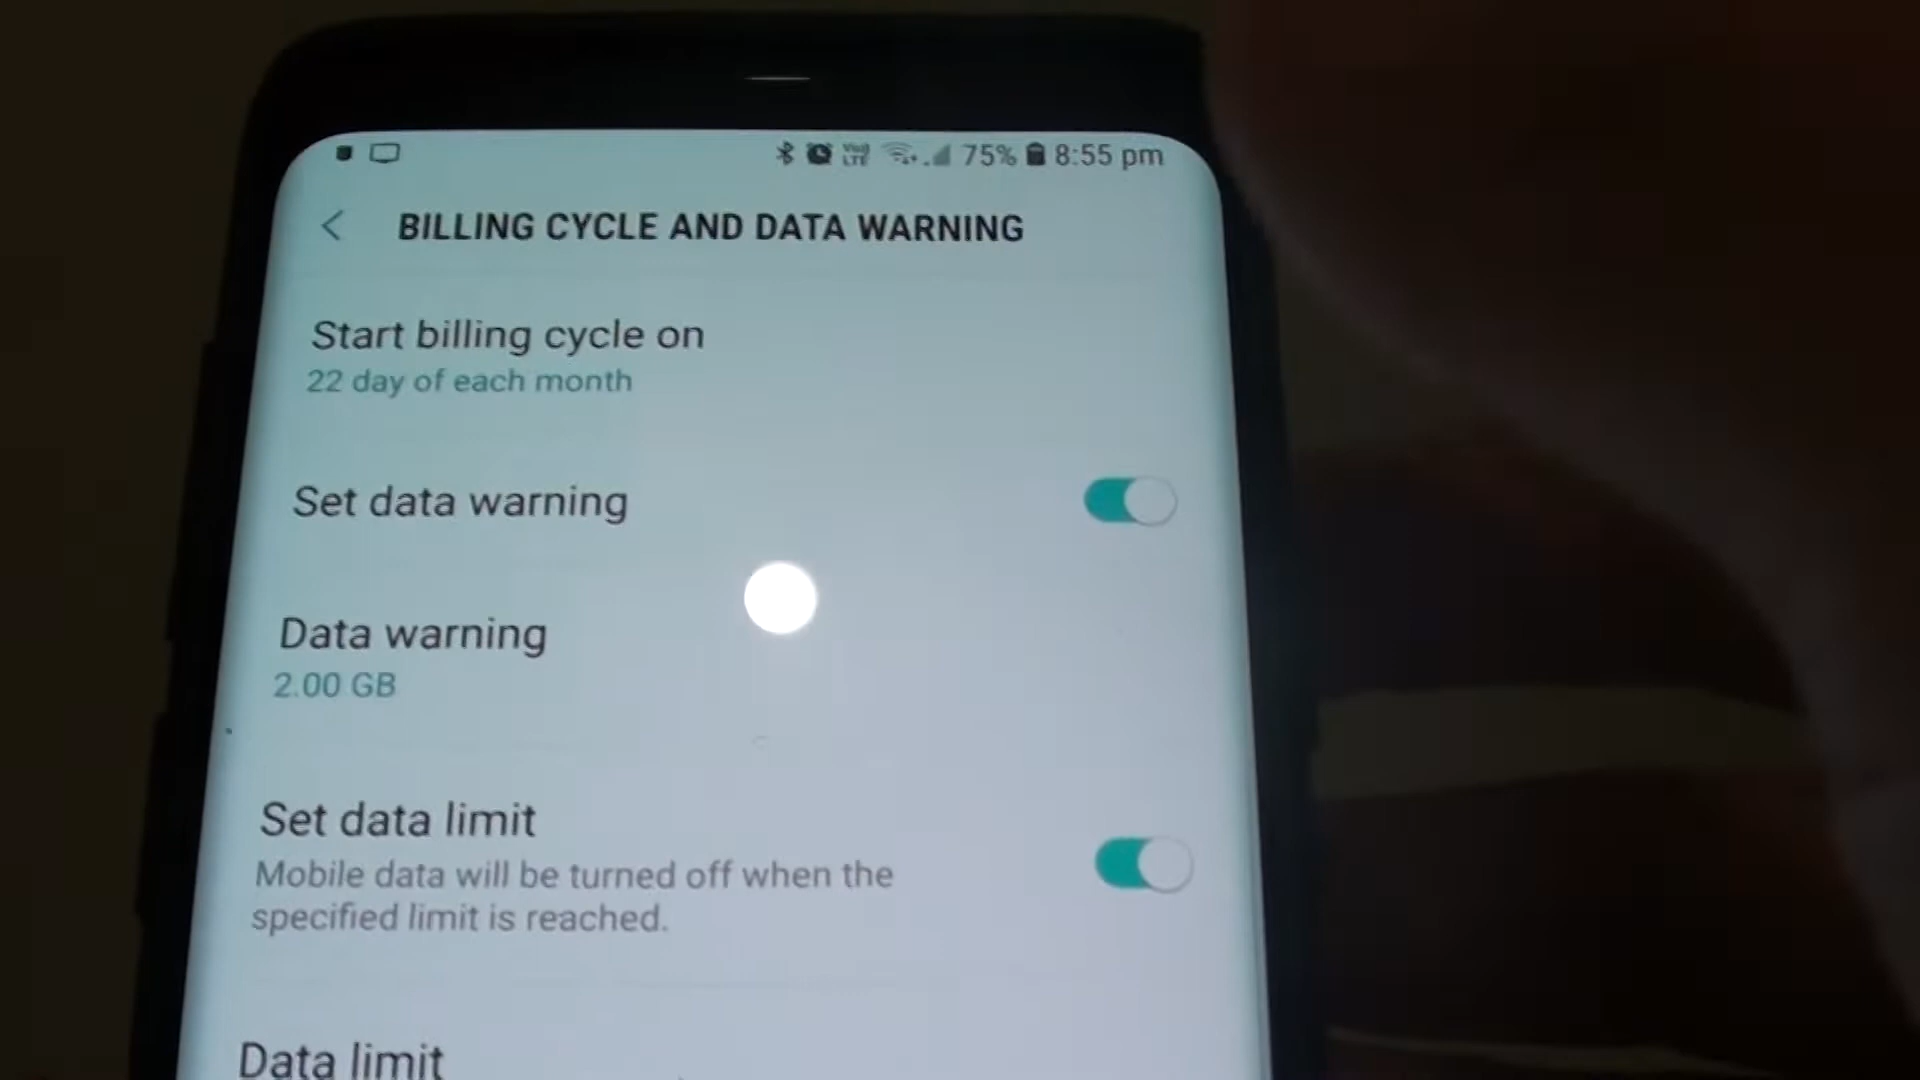 VoLTE 75% 8:55 pm
BILLING CYCLE AND DATA WARNING
Start billing cycle on
22 day of each month
Set data warning
Data warning
2.00 GB
Set data limit
Mobile data will be turned off when the
specified limit is reached.
Data limit